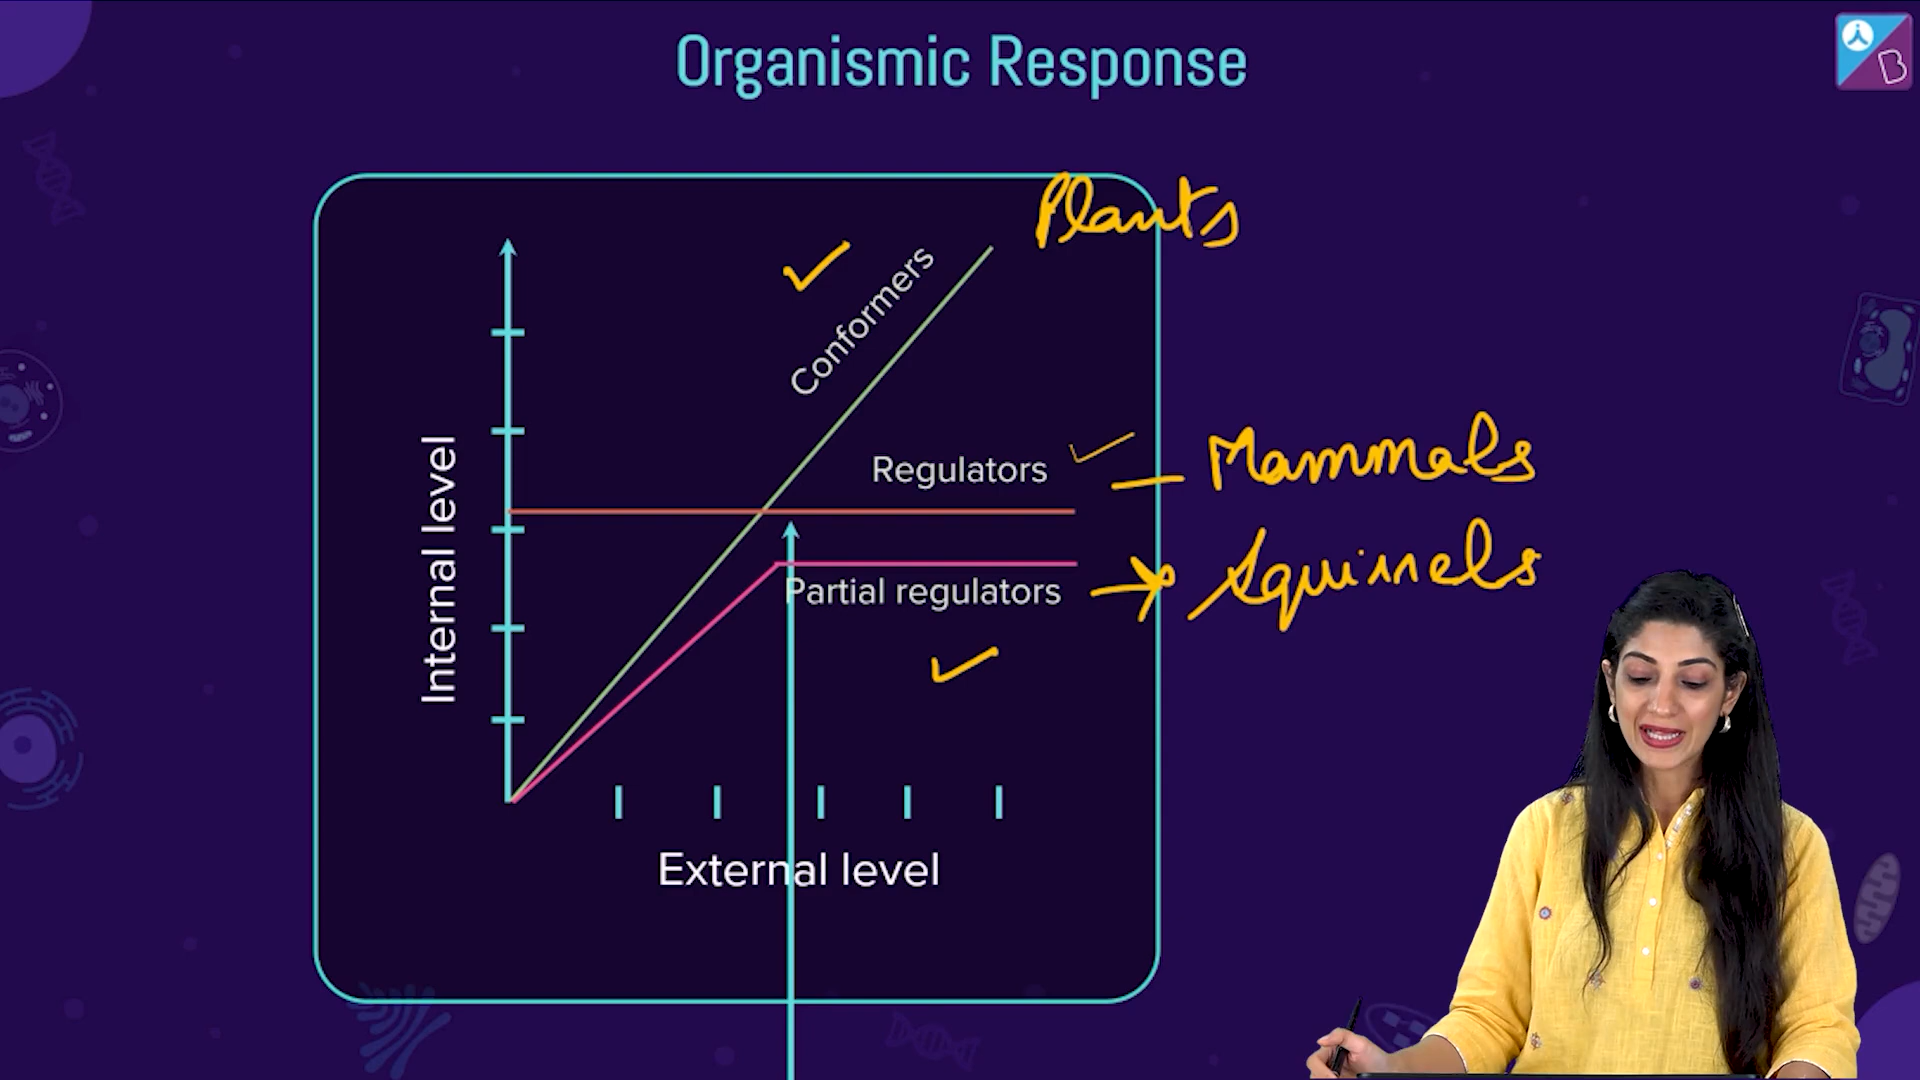 Organismic Response
B
Plants
Conformers
Regulators
Mammals
Squirrels
Partial regulators
Internal level
External level